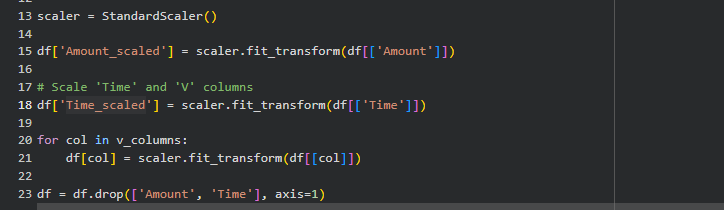 13 scaler = StandardScaler()
14
15 df['Amount_scaled'] = scaler.fit_transform(df[['Amount']])
16
17 # Scale 'Time' and 'V' columns
18 df['Time_scaled'] = scaler.fit_transform(df[['Time']])
19
20 for col in v_columns:
21     df[col] = scaler.fit_transform(df[[col]])
22
23 df = df.drop(['Amount', 'Time'], axis=1)